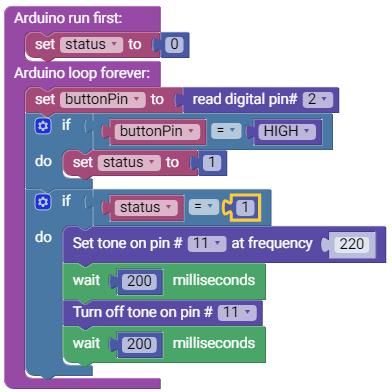 Arduino run first:
set status to 0
Arduino loop forever:
set buttonPin to read digital pin# 2
if buttonPin = HIGH
do set status to 1
if status = 1
do Set tone on pin # 11 at frequency 220
wait 200 milliseconds
Turn off tone on pin # 11
wait 200 milliseconds